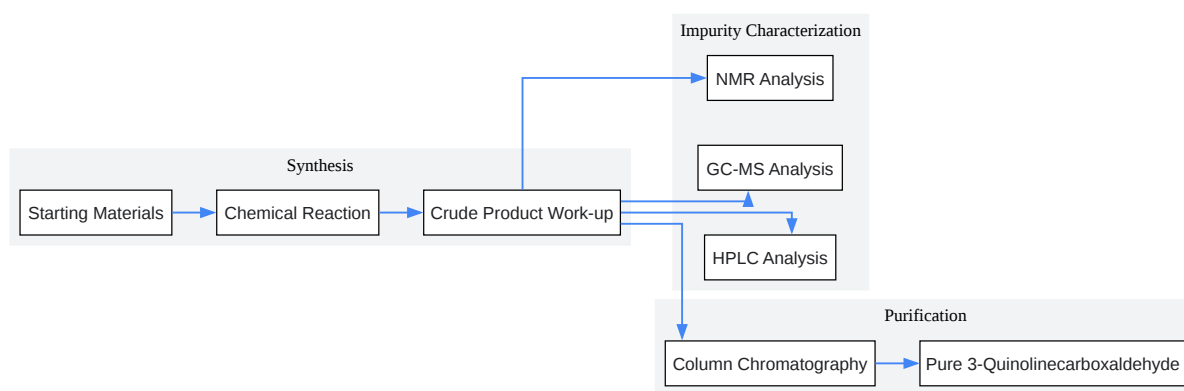 Impurity Characterization
NMR Analysis
GC-MS Analysis
HPLC Analysis
Synthesis
Starting Materials
Chemical Reaction
Crude Product Work-up
Purification
Column Chromatography
Pure 3-Quinolinecarboxaldehyde